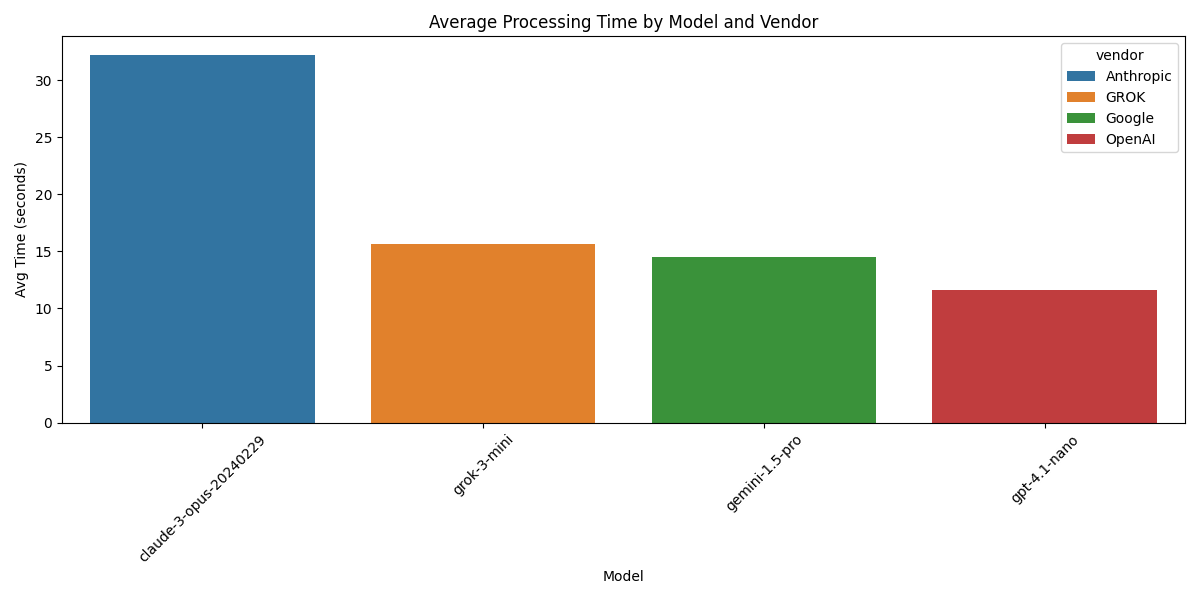 Average Processing Time by Model and Vendor
vendor
Anthropic
GROK
Google
OpenAI
Avg Time (seconds)
30
25
20
15
10
5
0
claude-3-opus-20240229
grok-3-mini
gemini-1.5-pro
gpt-4.1-nano
Model